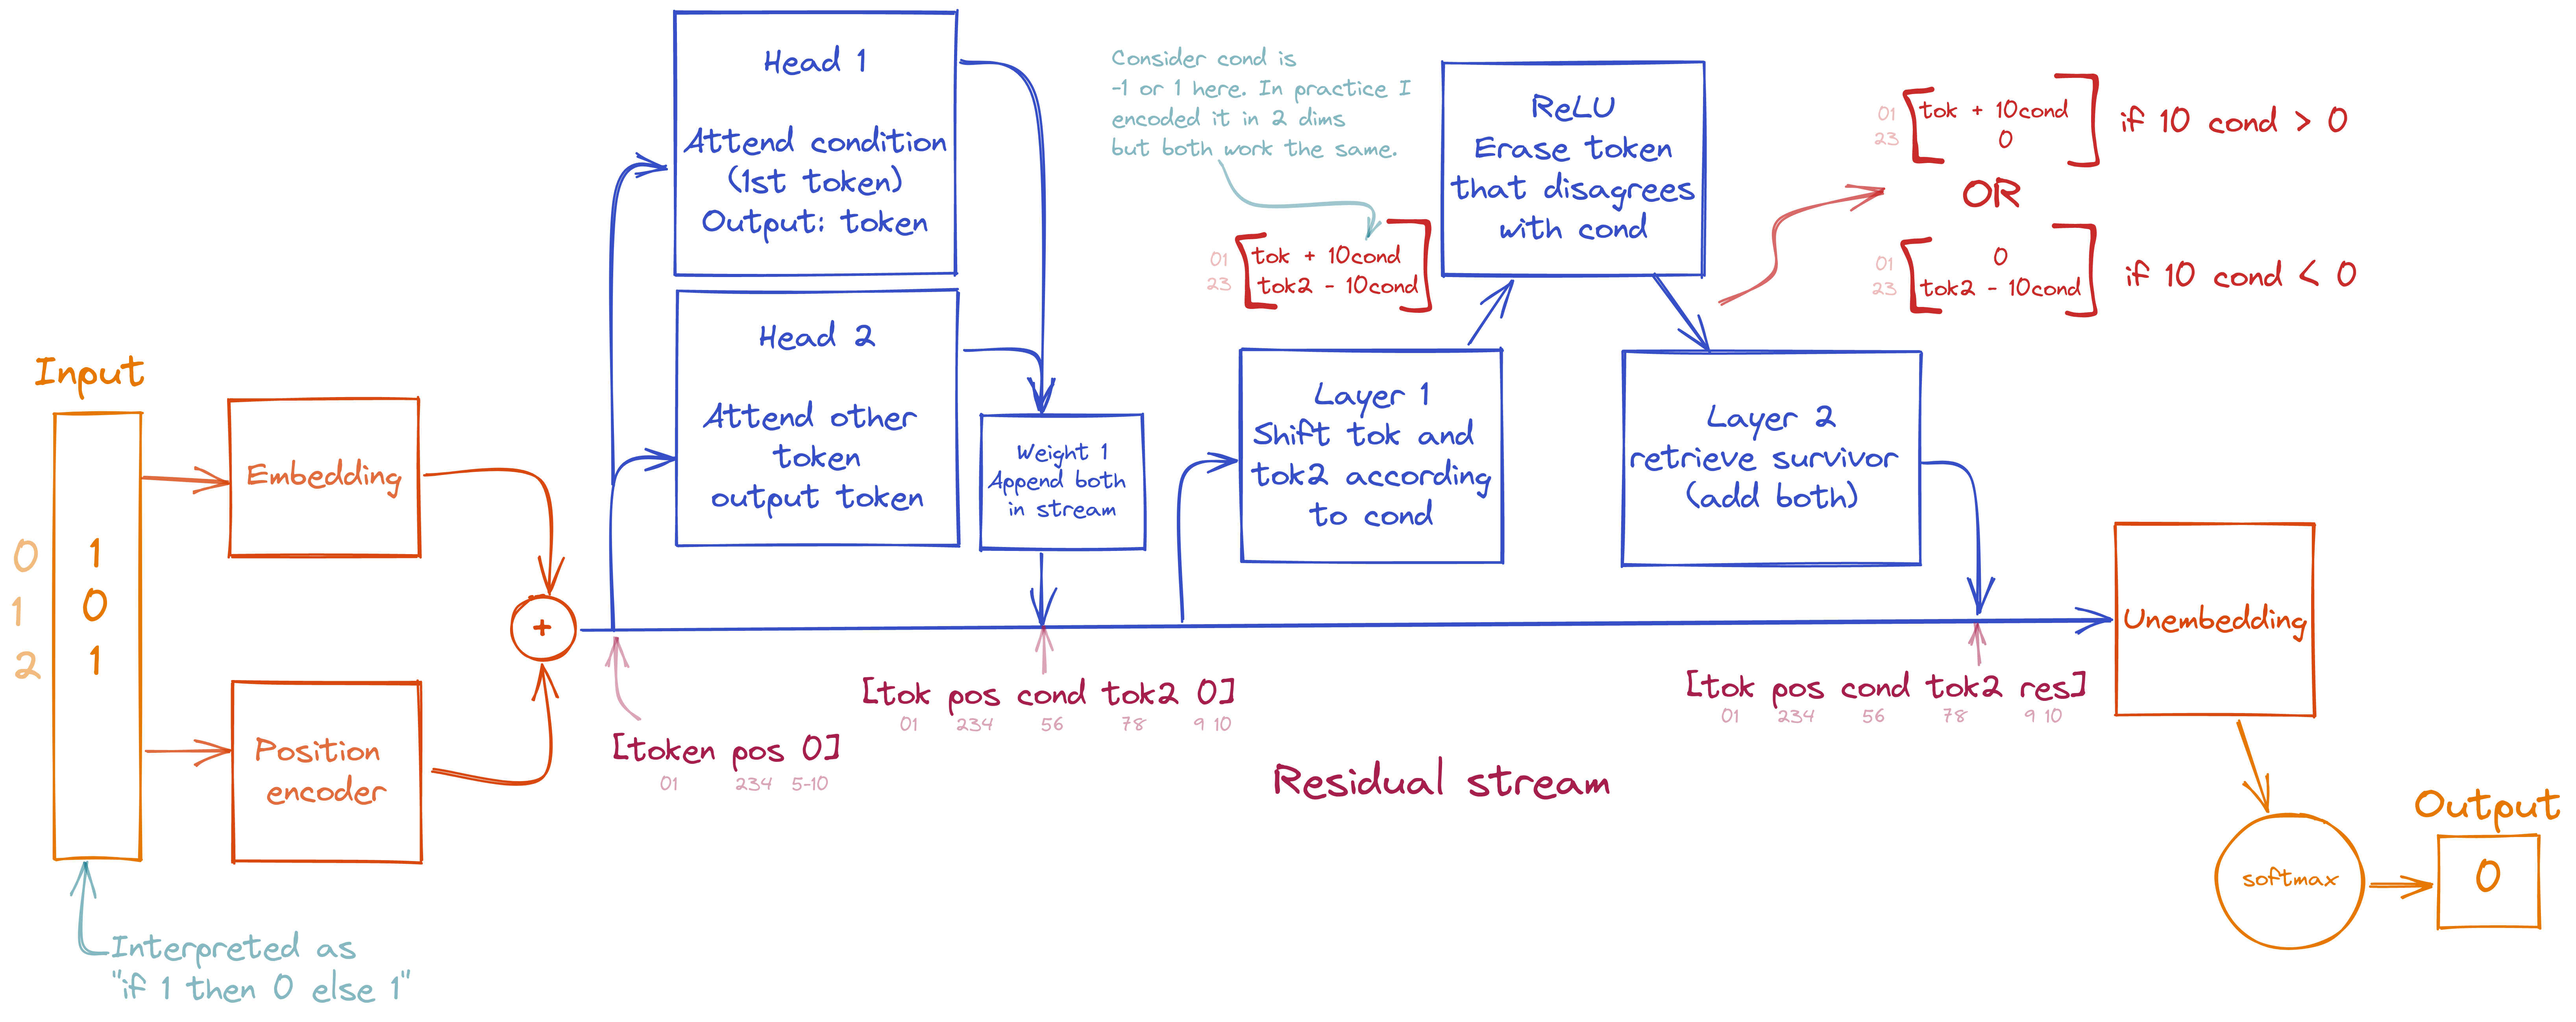 Input
0 1
1 0
2 1
Interpreted as
"if 1 then 0 else 1"
Embedding
Position
encoder
+
[token pos 0]
01 234 5-10
Head 1
Attend condition
(1st token)
Output: token
Head 2
Attend other
token
output token
Weight 1
Append both
in stream
[tok pos cond tok2 0]
01 234 56 78 9 10
Consider cond is
-1 or 1 here. In practice I
encoded it in 2 dims
but both work the same.
01 tok + 10cond
23 tok2 - 10cond
Layer 1
Shift tok and
tok2 according
to cond
ReLU
Erase token
that disagrees
with cond
01 tok + 10cond
23 0
if 10 cond > 0
OR
01 0
23 tok2 - 10cond
if 10 cond < 0
Layer 2
retrieve survivor
(add both)
[tok pos cond tok2 res]
01 234 56 78 9 10
Residual stream
Unembedding
softmax
Output
0